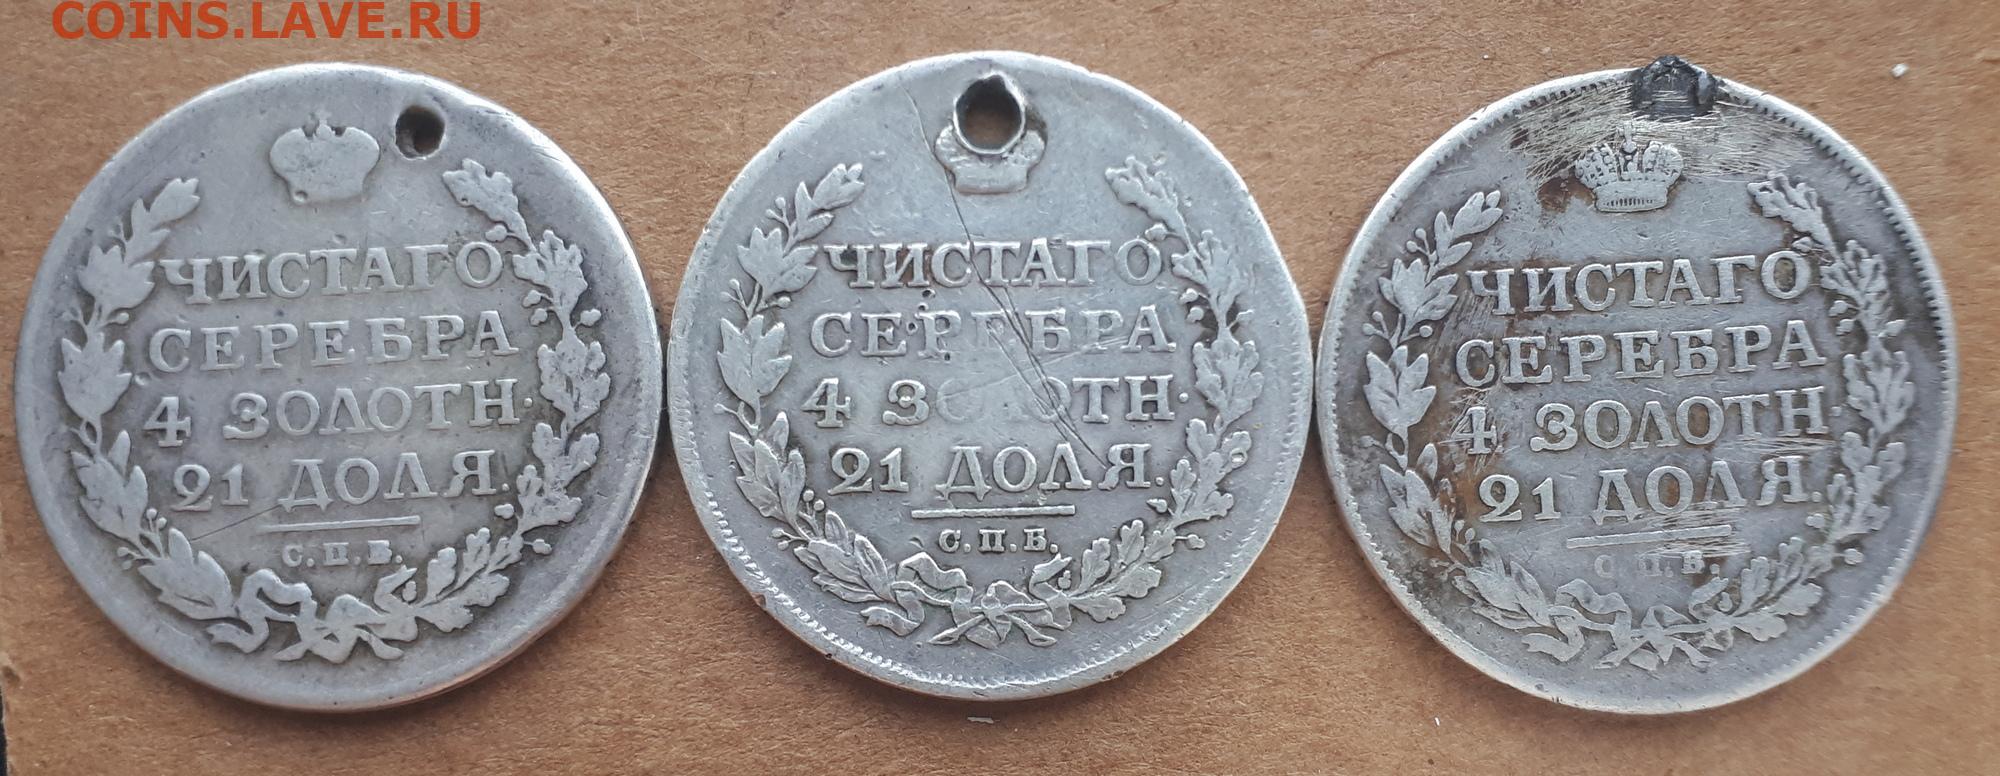 COINS.LAVE.RU
ЧИСТАГО
СЕРЕБРА
4 ЗОЛОТН.
21 ДОЛЯ.
С.П.Б.
ЧИСТАГО
СЕРЕБРА
4 ЗОЛОТН.
21 ДОЛЯ.
С.П.Б.
ЧИСТАГО
СЕРЕБРА
4 ЗОЛОТН.
21 ДОЛЯ.
С.П.Б.